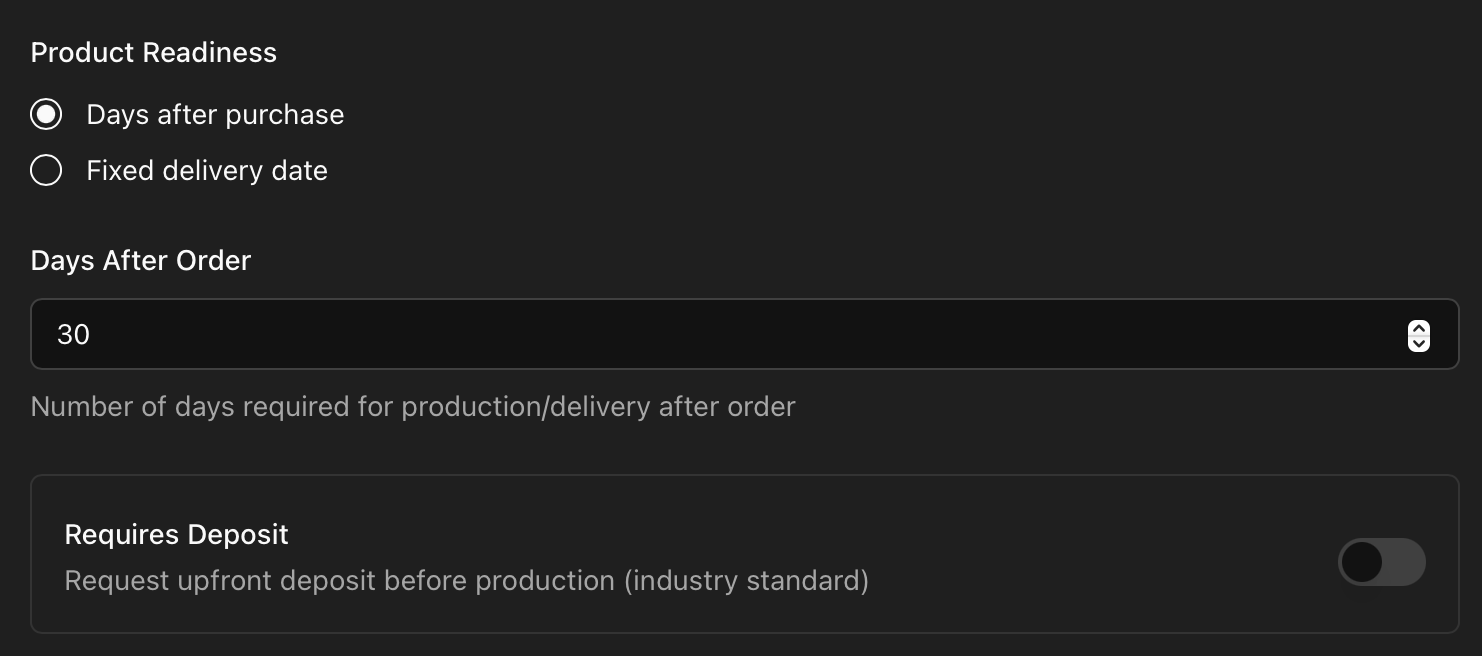 Product Readiness
Days after purchase
Fixed delivery date
Days After Order
30
Number of days required for production/delivery after order
Requires Deposit
Request upfront deposit before production (industry standard)